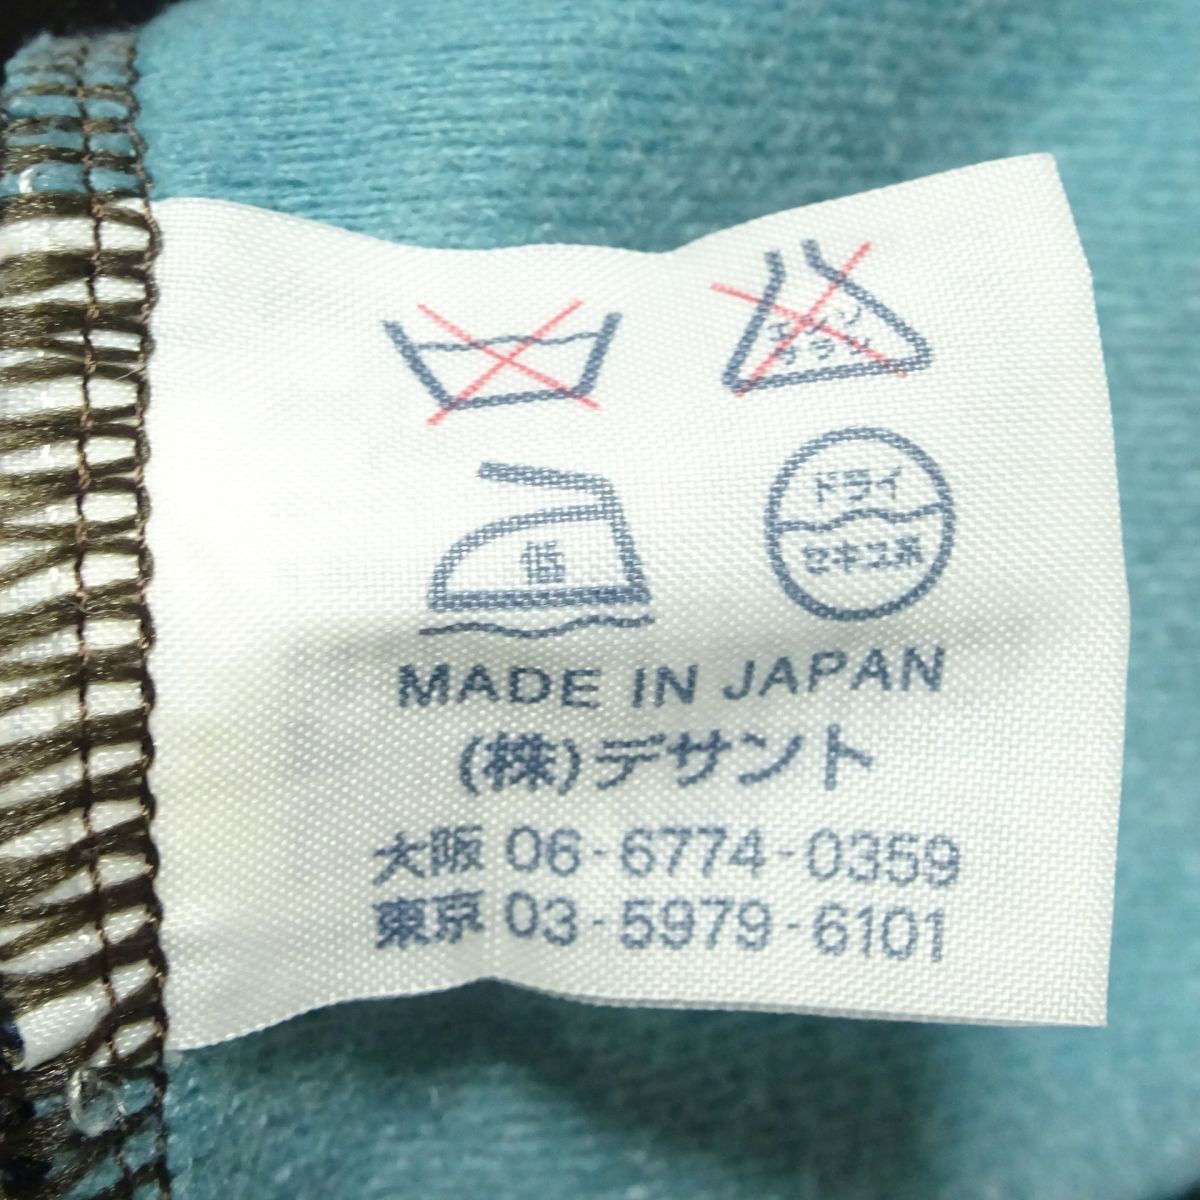 エンソ
サラシ
低
ドライ
セキユ系
MADE IN JAPAN
(株)デサント
大阪 06-6774-0359
東京 03-5979-6101